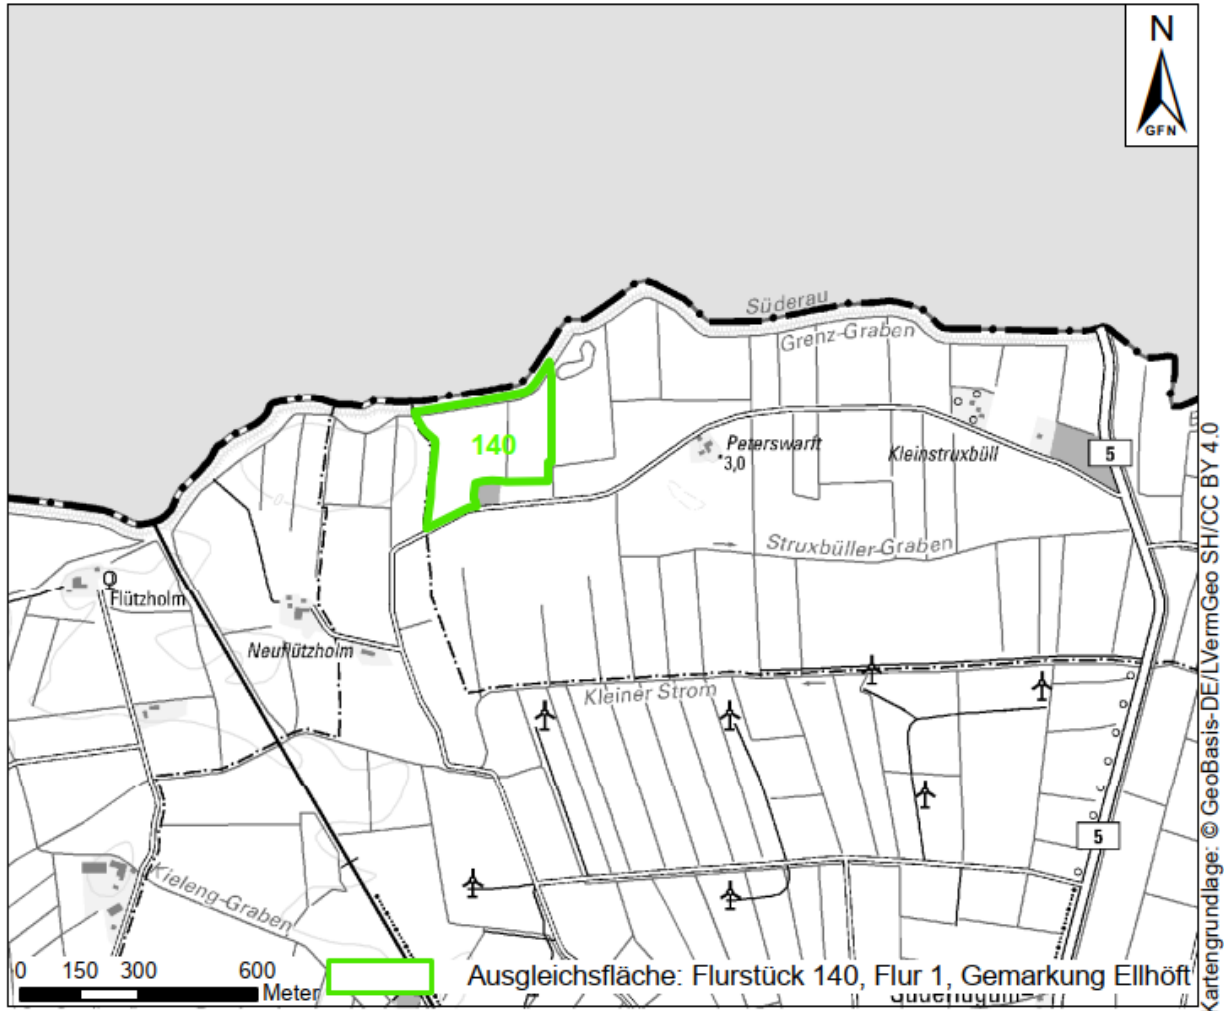 N
GFN
Süderau
Grenz-Graben
140
Peterswarft
3,0
Kleinstruxbüll
5
Struxbüller-Graben
Flützholm
Neuflützholm
Kleiner Strom
5
Kieleng-Graben
0 150 300 600
Meter
Ausgleichsfläche: Flurstück 140, Flur 1, Gemarkung Ellhöft
Kartengrundlage: © GeoBasis-DE/LVermGeo SH/CC BY 4.0